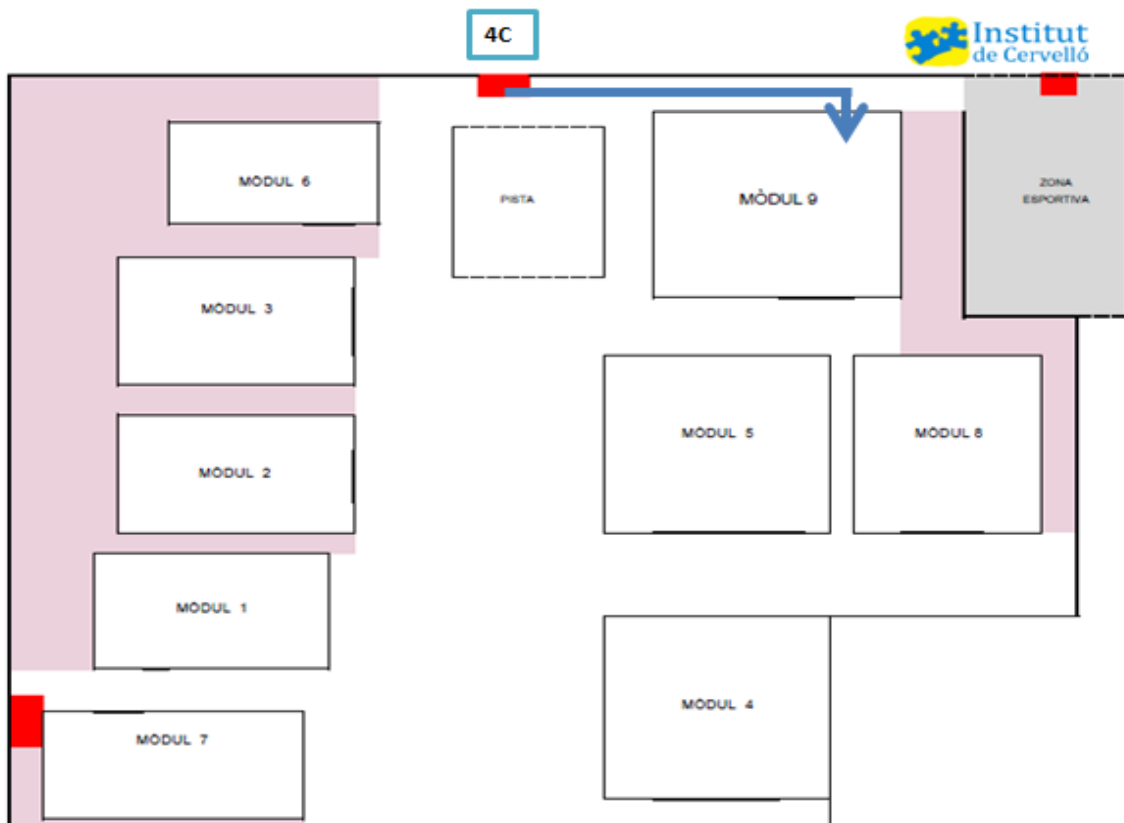 4C
Institut
de Cervelló
MÒDUL 6
PISTA
MÒDUL 9
ZONA
ESPORTIVA
MÒDUL 3
MÒDUL 5
MÒDUL 8
MÒDUL 2
MÒDUL 1
MÒDUL 4
MÒDUL 7